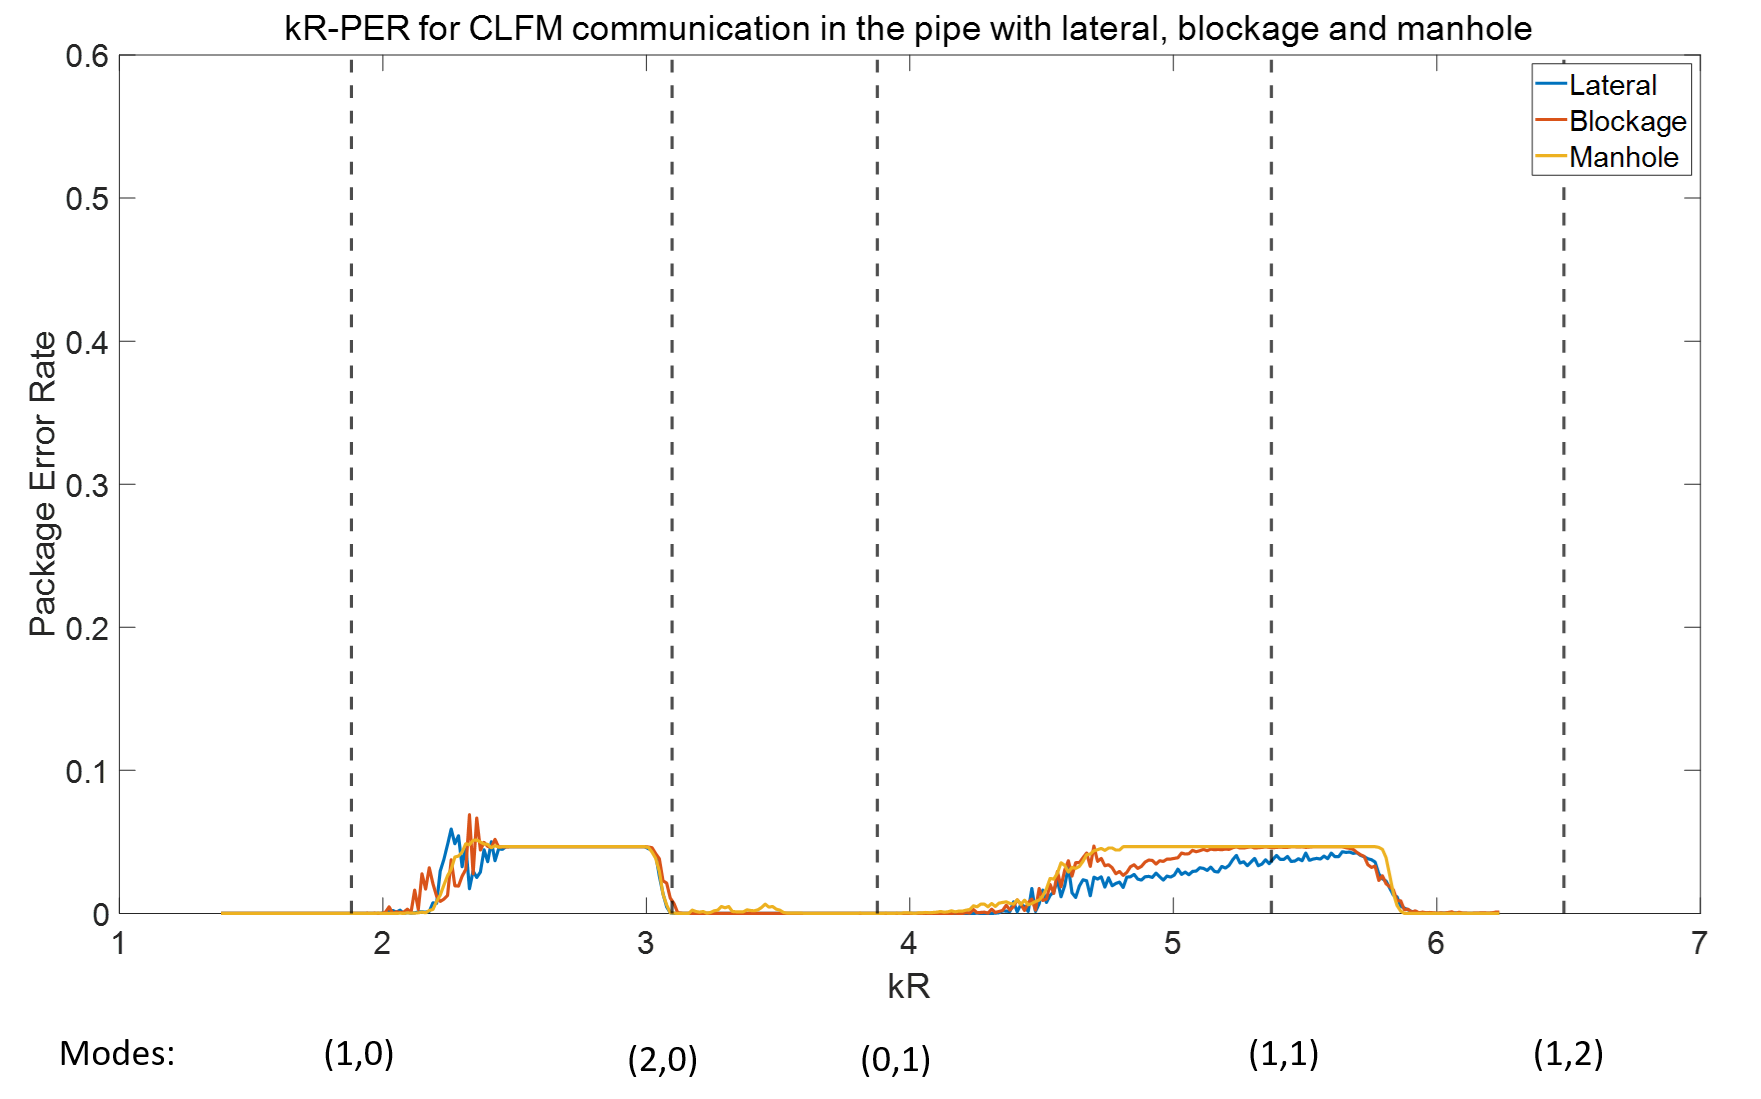 kR-PER for CLFM communication in the pipe with lateral, blockage and manhole
0.6
0.5
0.4
0.3
0.2
0.1
0
Package Error Rate
Lateral
Blockage
Manhole
1 2 3 4 5 6 7
kR
Modes: (1,0) (2,0) (0,1) (1,1) (1,2)